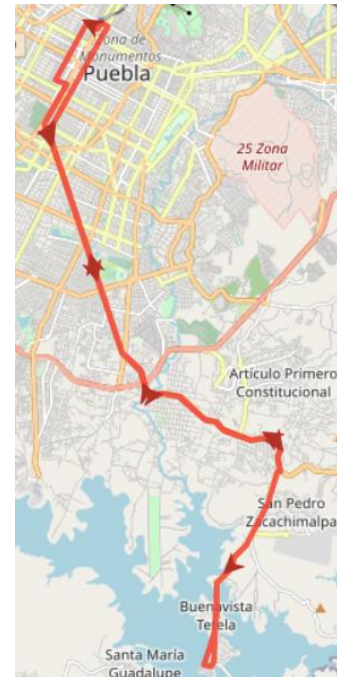 Zona de
Monumentos
Puebla
25 Zona
Militar
Artículo Primero
Constitucional
San Pedro
Zacachimalpa
Buenavista
Tetela
Santa María
Guadalupe